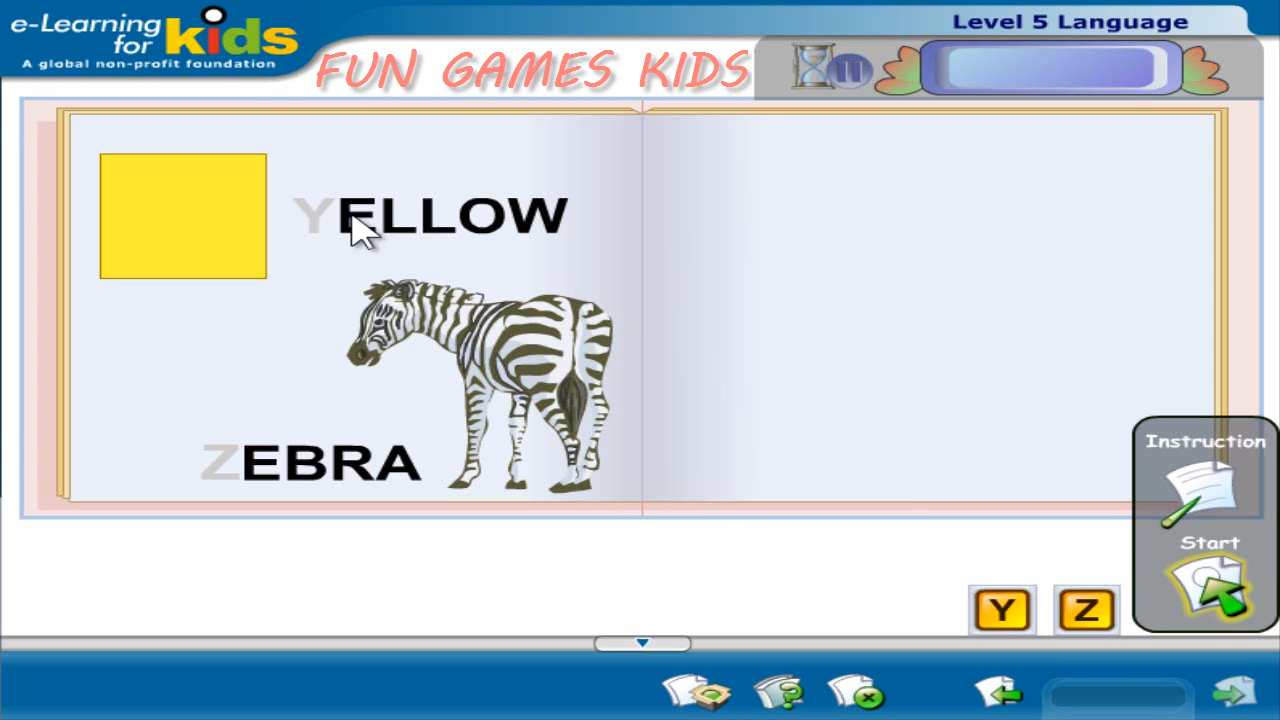 e-Learning
for kids
A global non-profit foundation
FUN GAMES KIDS
Level 5 Language
YELLOW
ZEBRA
Instruction
Start
Y Z